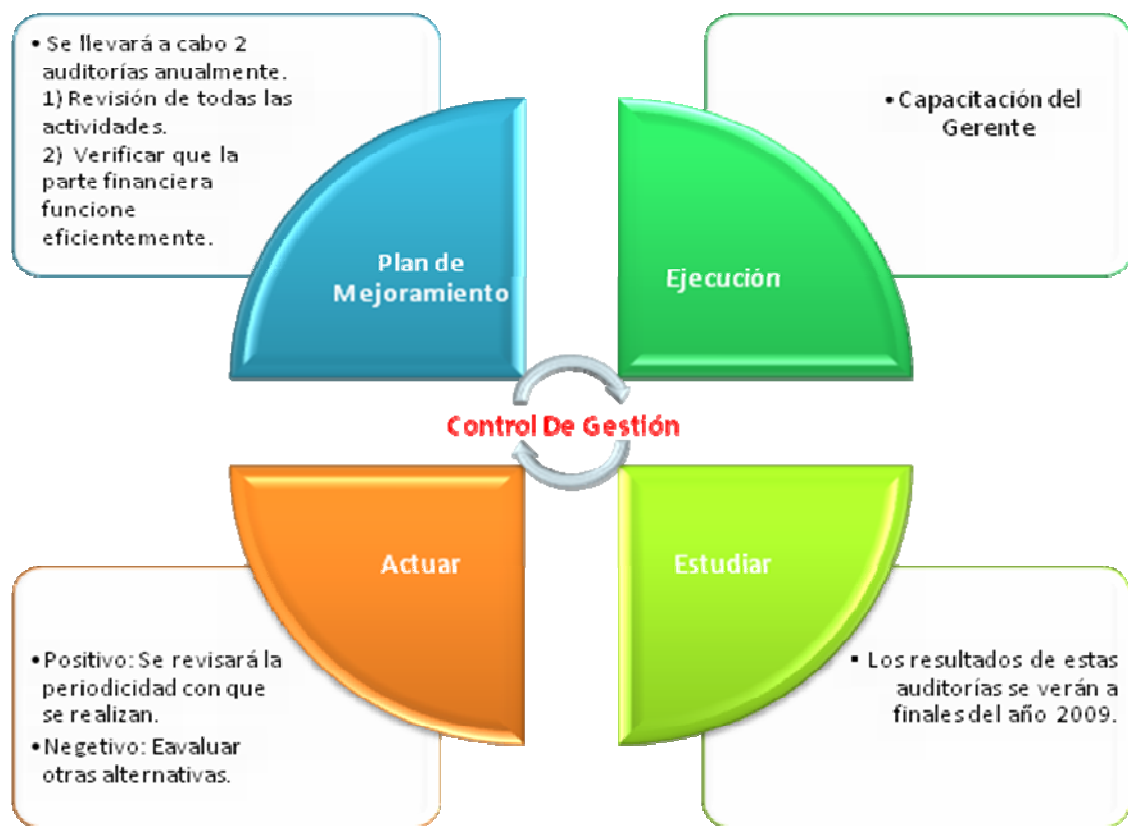 • Se llevará a cabo 2
auditorías anualmente.
1) Revisión de todas las
actividades.
2) Verificar que la
parte financiera
funcione
eficientemente.
• Capacitación del
Gerente
Plan de
Mejoramiento
Ejecución
Control De Gestión
Actuar
Estudiar
• Positivo: Se revisará la
periodicidad con que
se realizan.
• Negetivo: Eavaluar
otras alternativas.
• Los resultados de estas
auditorías se verán a
finales del año 2009.